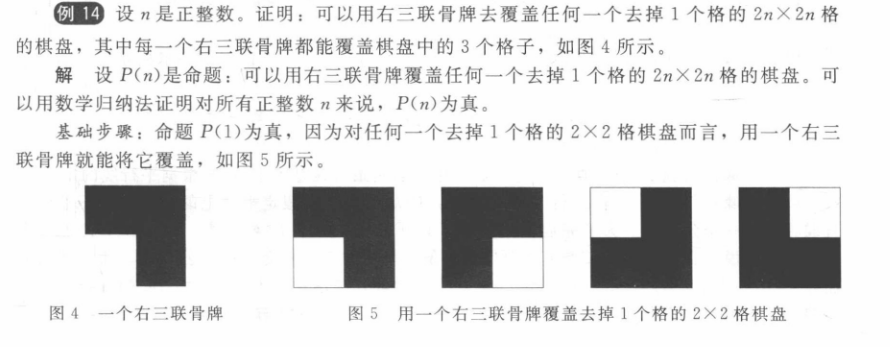 例 14 设 n 是正整数。证明：可以用右三联骨牌去覆盖任何一个去掉 1 个格的 2n×2n 格
的棋盘，其中每一个右三联骨牌都能覆盖棋盘中的 3 个格子，如图 4 所示。
解 设 P(n)是命题：可以用右三联骨牌覆盖任何一个去掉 1 个格的 2n×2n 格的棋盘。可
以用数学归纳法证明对所有正整数 n 来说，P(n)为真。
基础步骤：命题 P(1)为真，因为对任何一个去掉 1 个格的 2×2 格棋盘而言，用一个右三
联骨牌就能将它覆盖，如图 5 所示。
图 4 一个右三联骨牌
图 5 用一个右三联骨牌覆盖去掉 1 个格的 2×2 格棋盘